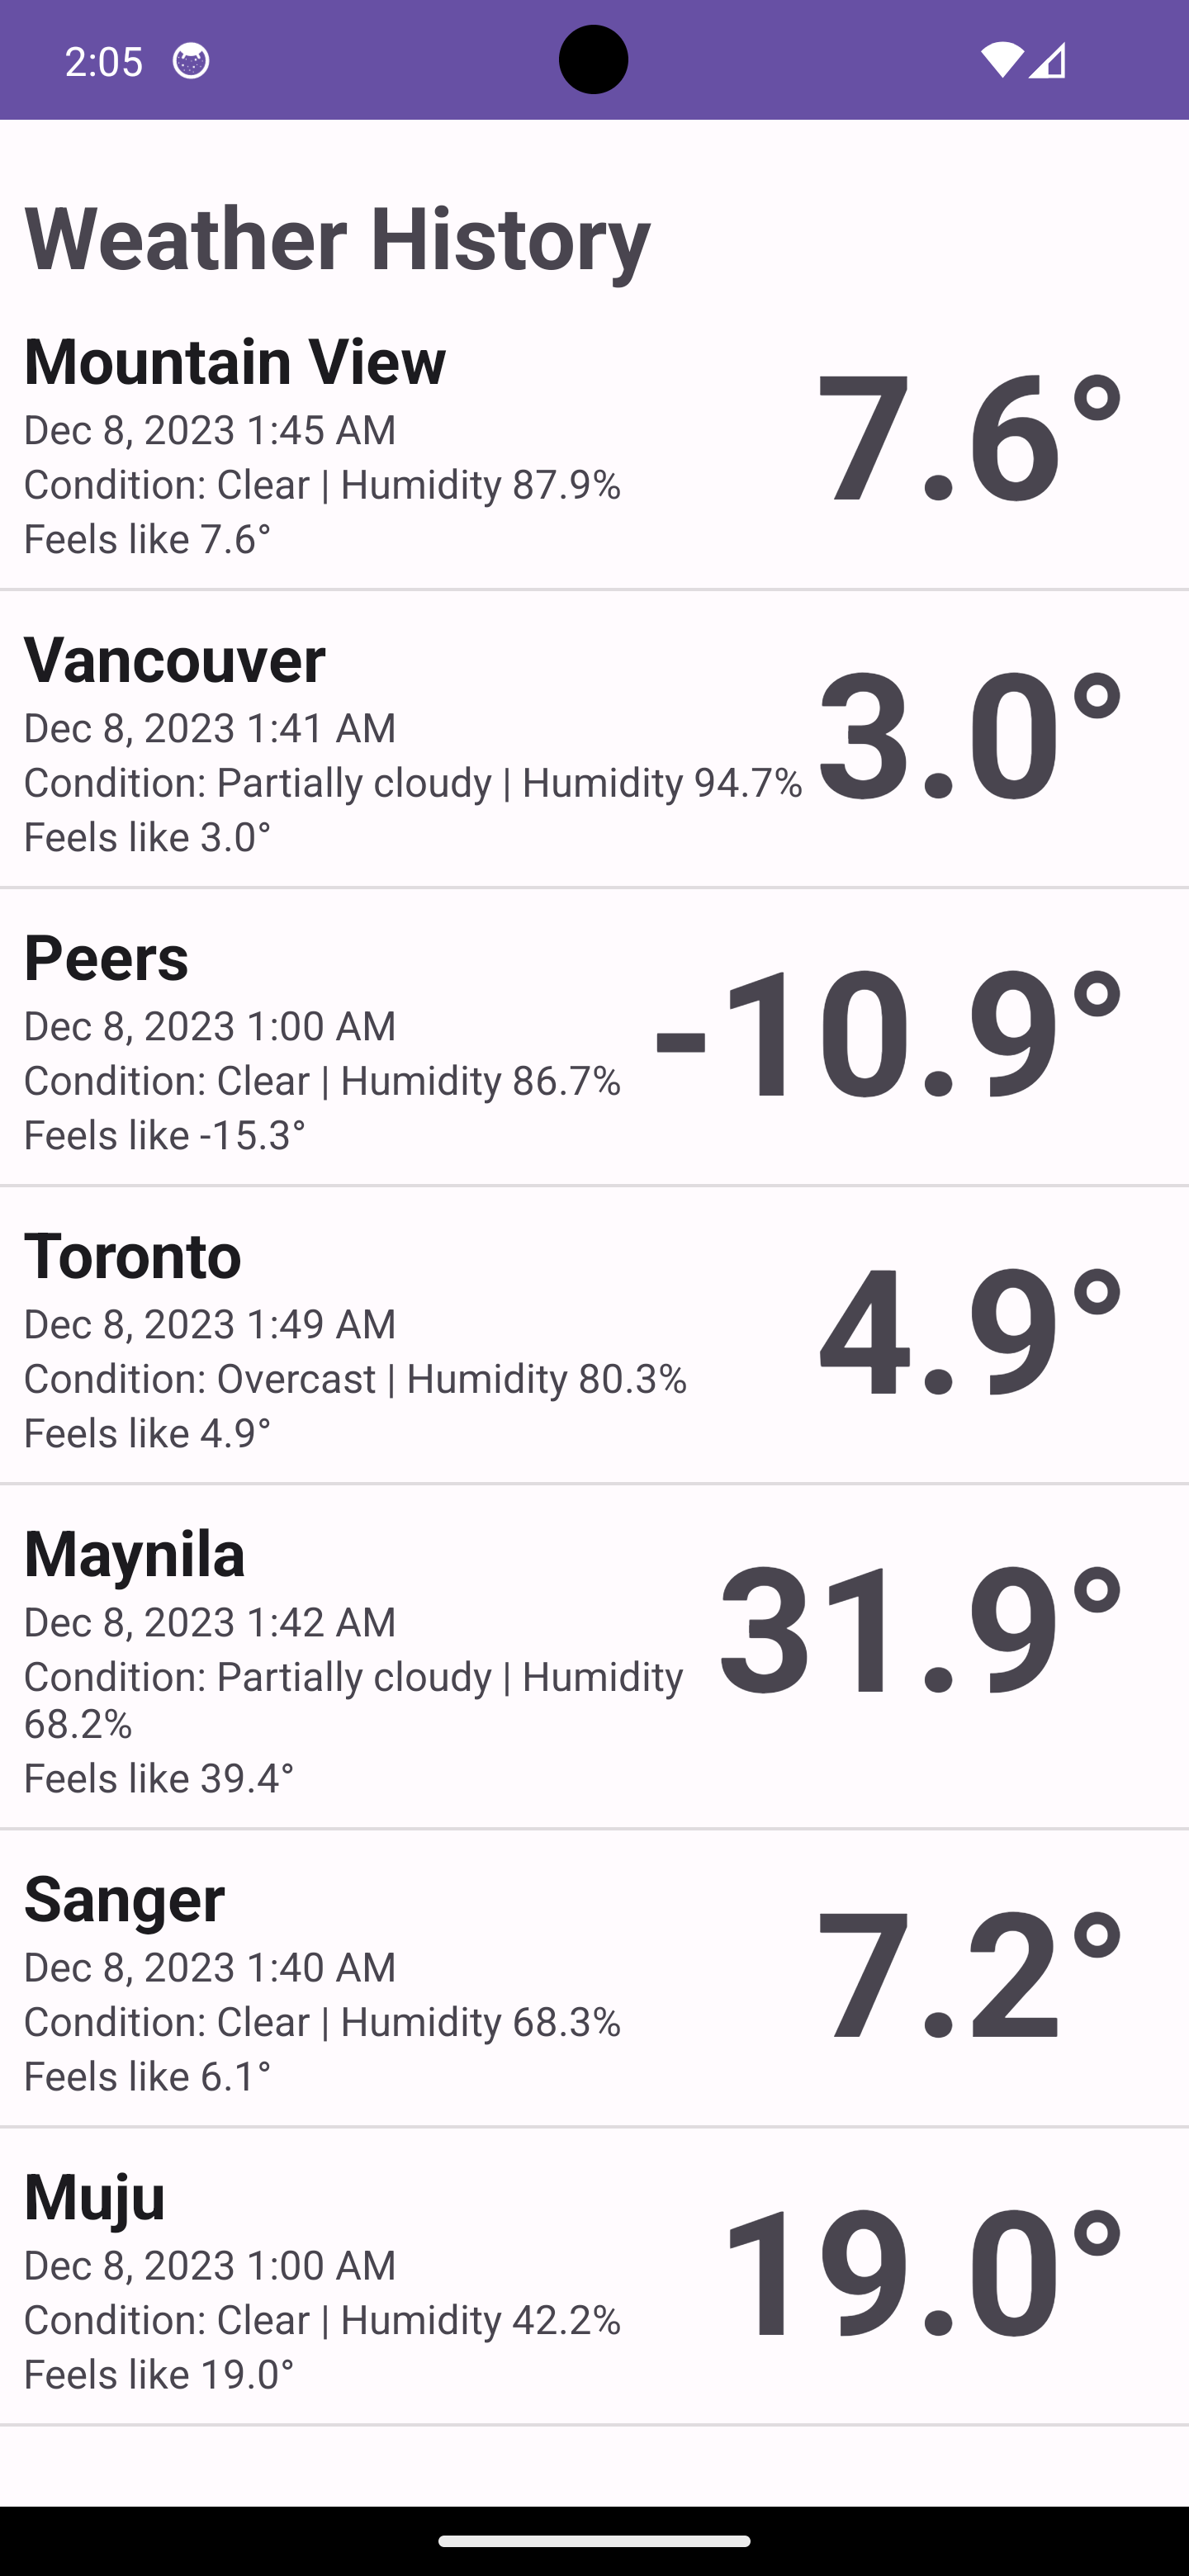 2:05
Weather History
Mountain View
Dec 8, 2023 1:45 AM
Condition: Clear | Humidity 87.9%
Feels like 7.6°
7.6°
Vancouver
Dec 8, 2023 1:41 AM
Condition: Partially cloudy | Humidity 94.7%
Feels like 3.0°
3.0°
Peers
Dec 8, 2023 1:00 AM
Condition: Clear | Humidity 86.7%
Feels like -15.3°
-10.9°
Toronto
Dec 8, 2023 1:49 AM
Condition: Overcast | Humidity 80.3%
Feels like 4.9°
4.9°
Maynila
Dec 8, 2023 1:42 AM
Condition: Partially cloudy | Humidity
68.2%
Feels like 39.4°
31.9°
Sanger
Dec 8, 2023 1:40 AM
Condition: Clear | Humidity 68.3%
Feels like 6.1°
7.2°
Muju
Dec 8, 2023 1:00 AM
Condition: Clear | Humidity 42.2%
Feels like 19.0°
19.0°